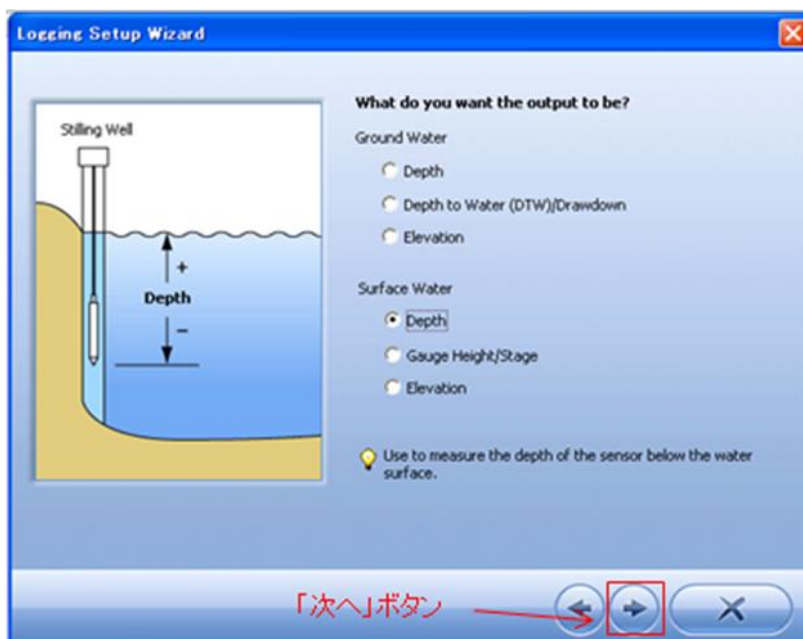 Logging Setup Wizard
Stilling Well
+
Depth
−
What do you want the output to be?
Ground Water
Depth
Depth to Water (DTW)/Drawdown
Elevation
Surface Water
Depth
Gauge Height/Stage
Elevation
Use to measure the depth of the sensor below the water
surface.
「次へ」ボタン